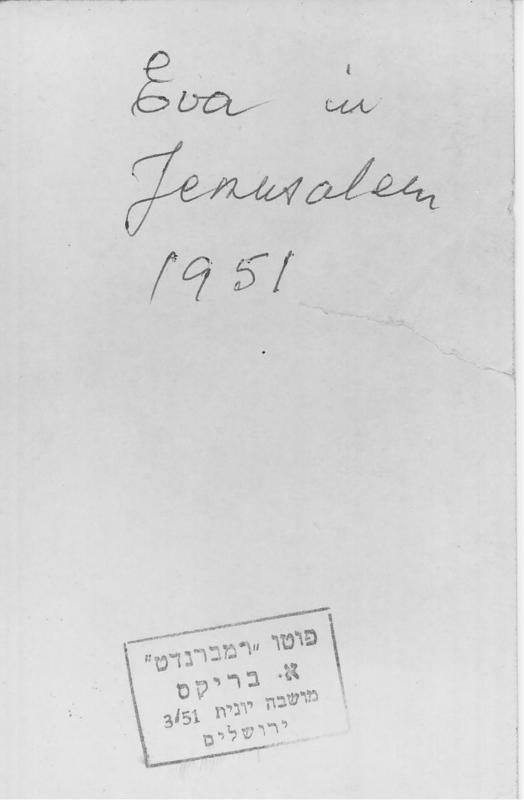 Eva in
Jerusalem
1951
פוטו "רמברנדט"
א. בריקס
מושבה יונית 3/51
ירושלים